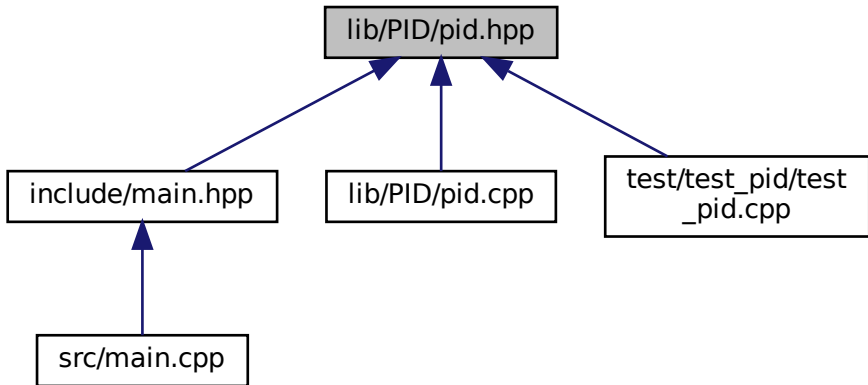 lib/PID/pid.hpp
include/main.hpp
lib/PID/pid.cpp
test/test_pid/test
_pid.cpp
src/main.cpp